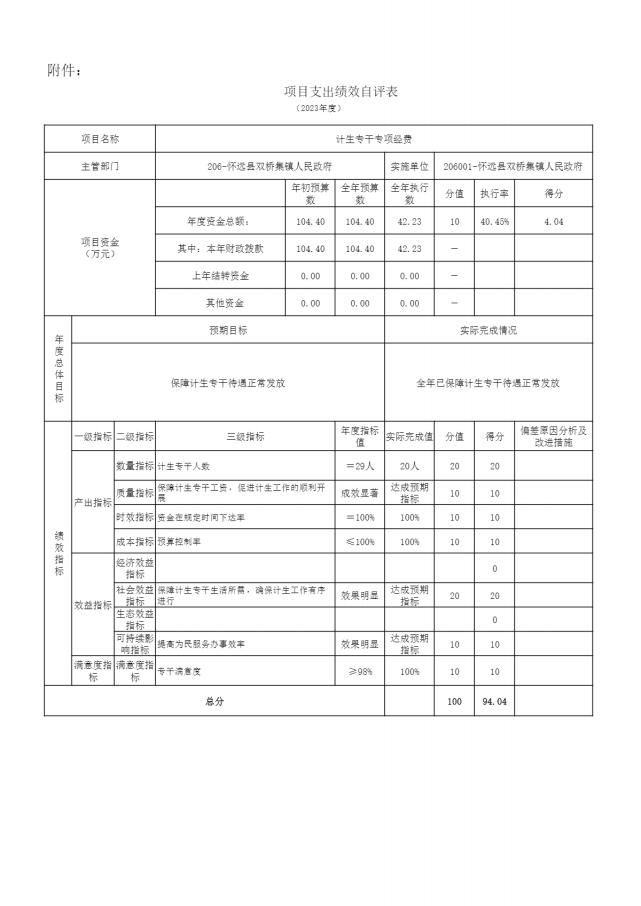 附件：
项目支出绩效自评表
（2023年度）
项目名称 计生专干专项经费
主管部门 206-怀远县双桥集镇人民政府 实施单位 206001-怀远县双桥集镇人民政府
项目资金
（万元）
年初预算数 全年预算数 全年执行数 分值 执行率 得分
年度资金总额： 104.40 104.40 42.23 10 40.45% 4.04
其中：本年财政拨款 104.40 104.40 42.23 －
上年结转资金 0.00 0.00 0.00 －
其他资金 0.00 0.00 0.00 －
年度总体目标
预期目标 实际完成情况
保障计生专干待遇正常发放 全年已保障计生专干待遇正常发放
绩效指标
一级指标 二级指标 三级指标 年度指标值 实际完成值 分值 得分 偏差原因分析及改进措施
产出指标
数量指标 计生专干人数 ＝29人 20人 20 20
质量指标 保障计生专干工资，促进计生工作的顺利开展 成效显著 达成预期指标 10 10
时效指标 资金在规定时间下达率 ＝100% 100% 10 10
成本指标 预算控制率 ≤100% 100% 10 10
效益指标
经济效益指标 0
社会效益指标 保障计生专干生活所需，确保计生工作有序进行 效果明显 达成预期指标 20 20
生态效益指标 0
可持续影响指标 提高为民服务办事效率 效果明显 达成预期指标 10 10
满意度指标 满意度指标 专干满意度 ≥98% 100% 10 10
总分 100 94.04